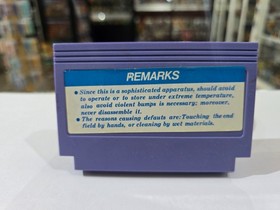 REMARKS
• Since this is a sophisticated apparatus, should avoid
to operate or to store under extreme temperature,
also avoid violent bumps is necessary; moreover,
never disassemble it.
• The reasons causing defauts are: Touching the end
field by hands, or cleaning by wet materials.